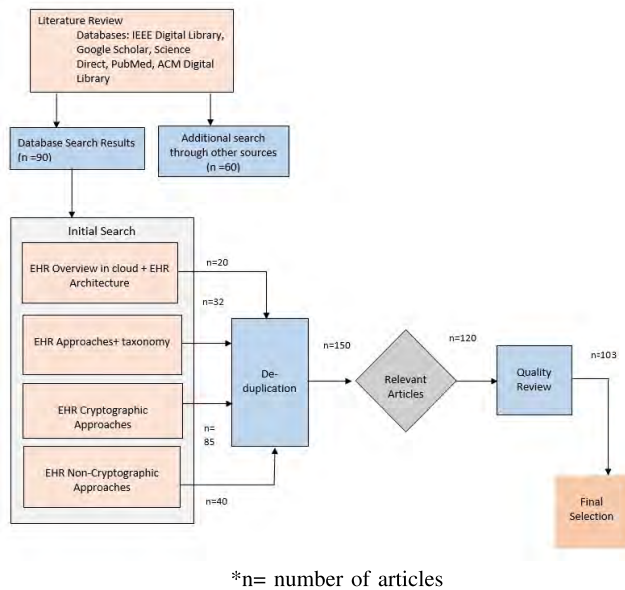 Literature Review
Databases: IEEE Digital Library,
Google Scholar, Science
Direct, PubMed, ACM Digital
Library
Database Search Results
(n =90)
Additional search
through other sources
(n =60)
Initial Search
EHR Overview in cloud + EHR
Architecture
n=20
n=32
EHR Approaches+ taxonomy
EHR Cryptographic
Approaches
n=
85
EHR Non-Cryptographic
Approaches
n=40
De-
duplication
n=150
Relevant
Articles
n=120
Quality
Review
n=103
Final
Selection
*n= number of articles